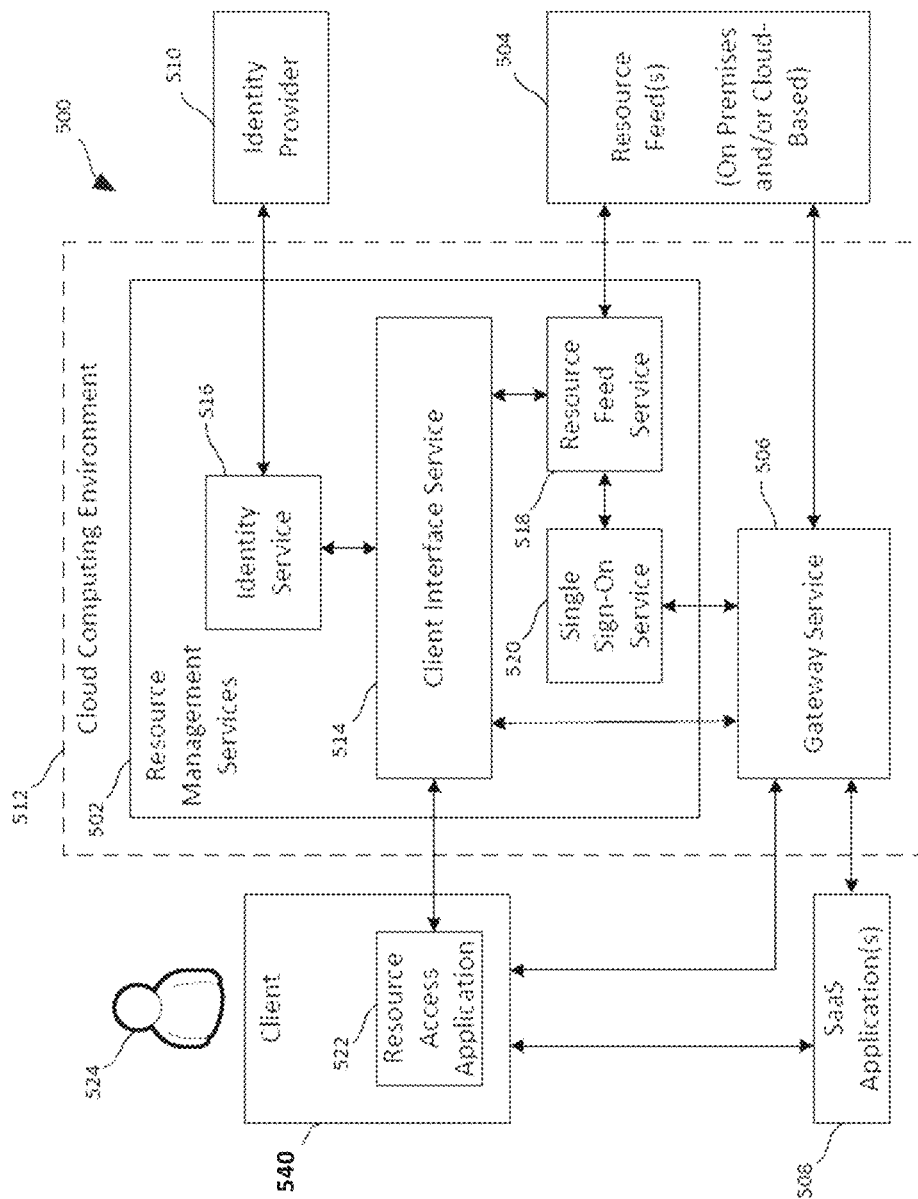 500
512
Cloud Computing Environment
502
Resource
Management
Services
516
Identity
Service
510
Identity
Provider
524
540
Client
522
Resource
Access
Application
514
Client Interface Service
520
Single
Sign-On
Service
518
Resource
Feed
Service
504
Resource
Feed(s)
(On Premises
and/or Cloud-
Based)
508
SaaS
Application(s)
506
Gateway Service